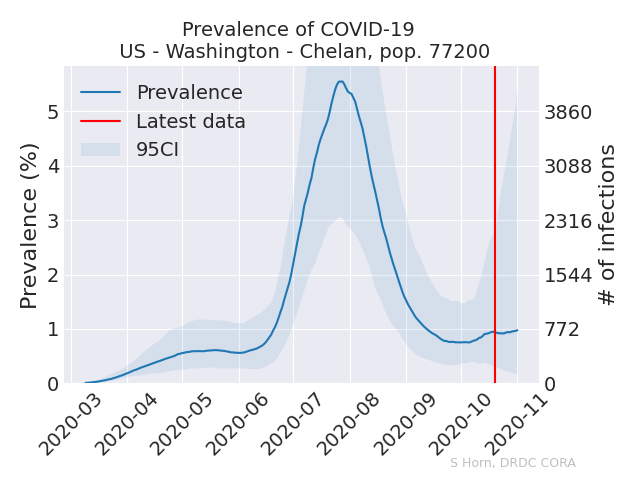 Prevalence of COVID-19
US - Washington - Chelan, pop. 77200
Prevalence
Latest data
95CI
Prevalence (%)
5
4
3
2
1
0
3860
3088
2316
1544
772
0
# of infections
2020-03
2020-04
2020-05
2020-06
2020-07
2020-08
2020-09
2020-10
2020-11
S Horn, DRDC CORA